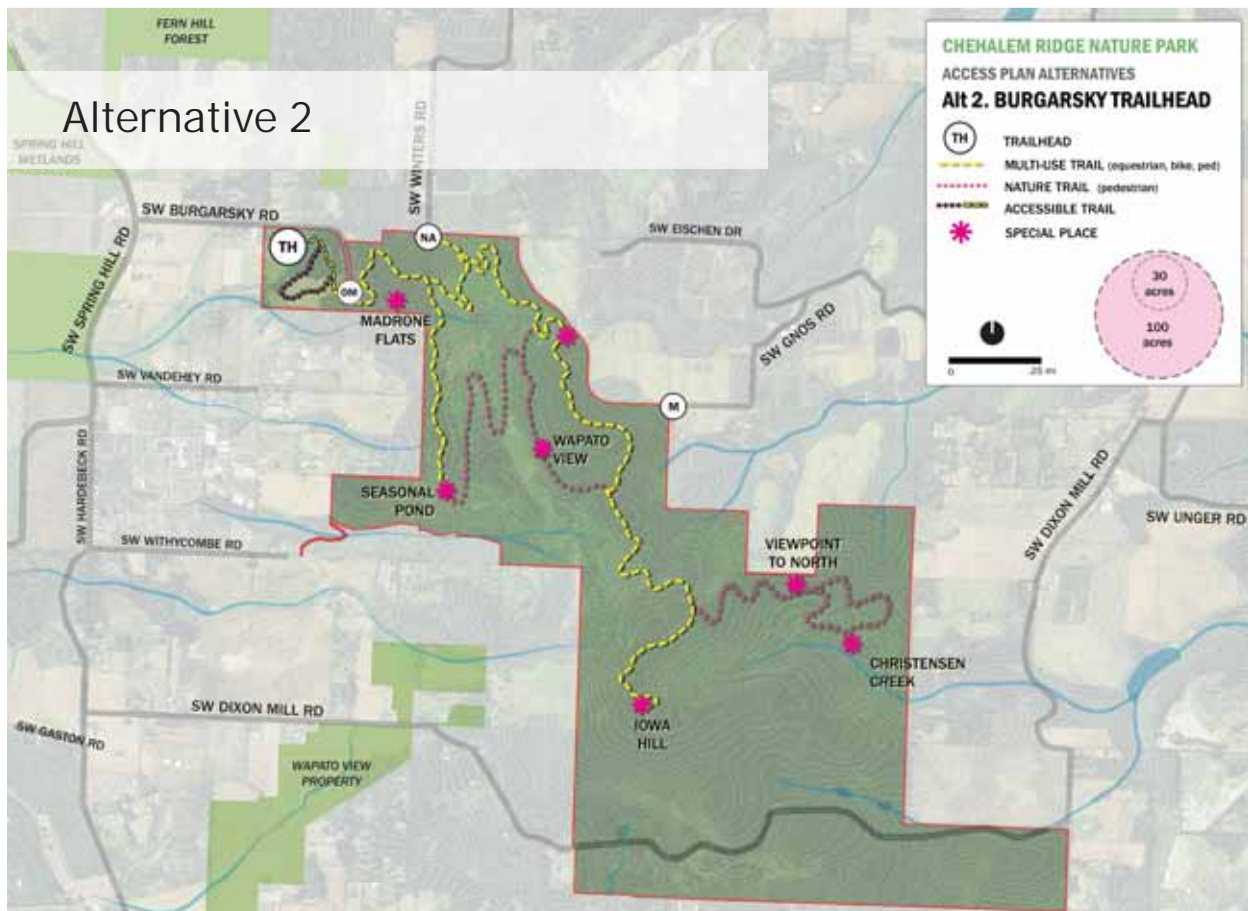 FERN HILL
FOREST
Alternative 2
SPRING HILL
WETLANDS
SW WINTERS RD
SW BURGARSKY RD
SW SPRING HILL RD
TH
NA
OM
MADRONE
FLATS
SW EISCHEN DR
SW GNOS RD
SW VANDEHEY RD
M
WAPATO
VIEW
SEASONAL
POND
SW HARDEBECK RD
SW WITHYCOMBE RD
VIEWPOINT
TO NORTH
SW DIXON MILL RD
SW UNGER RD
CHRISTENSEN
CREEK
SW DIXON MILL RD
SW GASTON RD
IOWA
HILL
WAPATO VIEW
PROPERTY
CHEHALEM RIDGE NATURE PARK
ACCESS PLAN ALTERNATIVES
Alt 2. BURGARSKY TRAILHEAD
TH TRAILHEAD
MULTI-USE TRAIL (equestrian, bike, ped)
NATURE TRAIL (pedestrian)
ACCESSIBLE TRAIL
SPECIAL PLACE
30
acres
100
acres
0 .25 mi